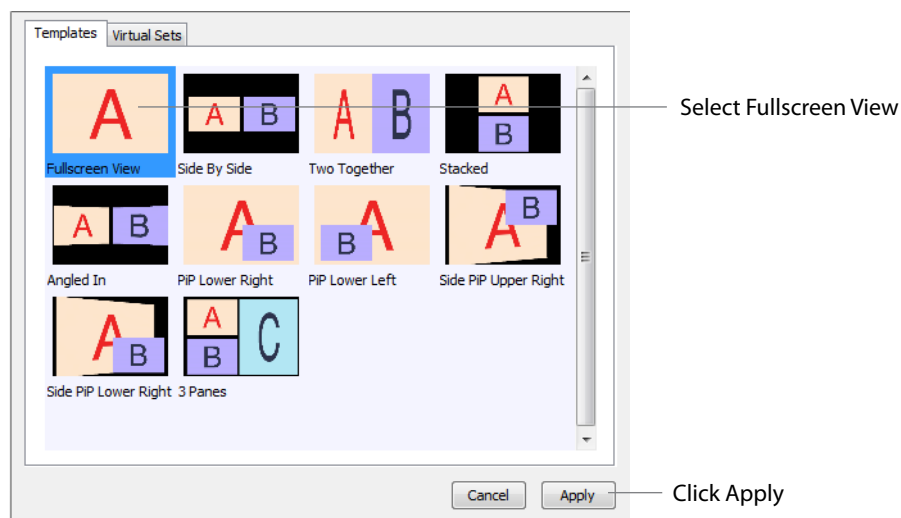 Templates Virtual Sets
A A B A B A B
Select Fullscreen View
Fullscreen View Side By Side Two Together Stacked
A B A B B A A B
Angled In PiP Lower Right PiP Lower Left Side PiP Upper Right
A B A B C
Side PiP Lower Right 3 Panes
Cancel Apply
Click Apply